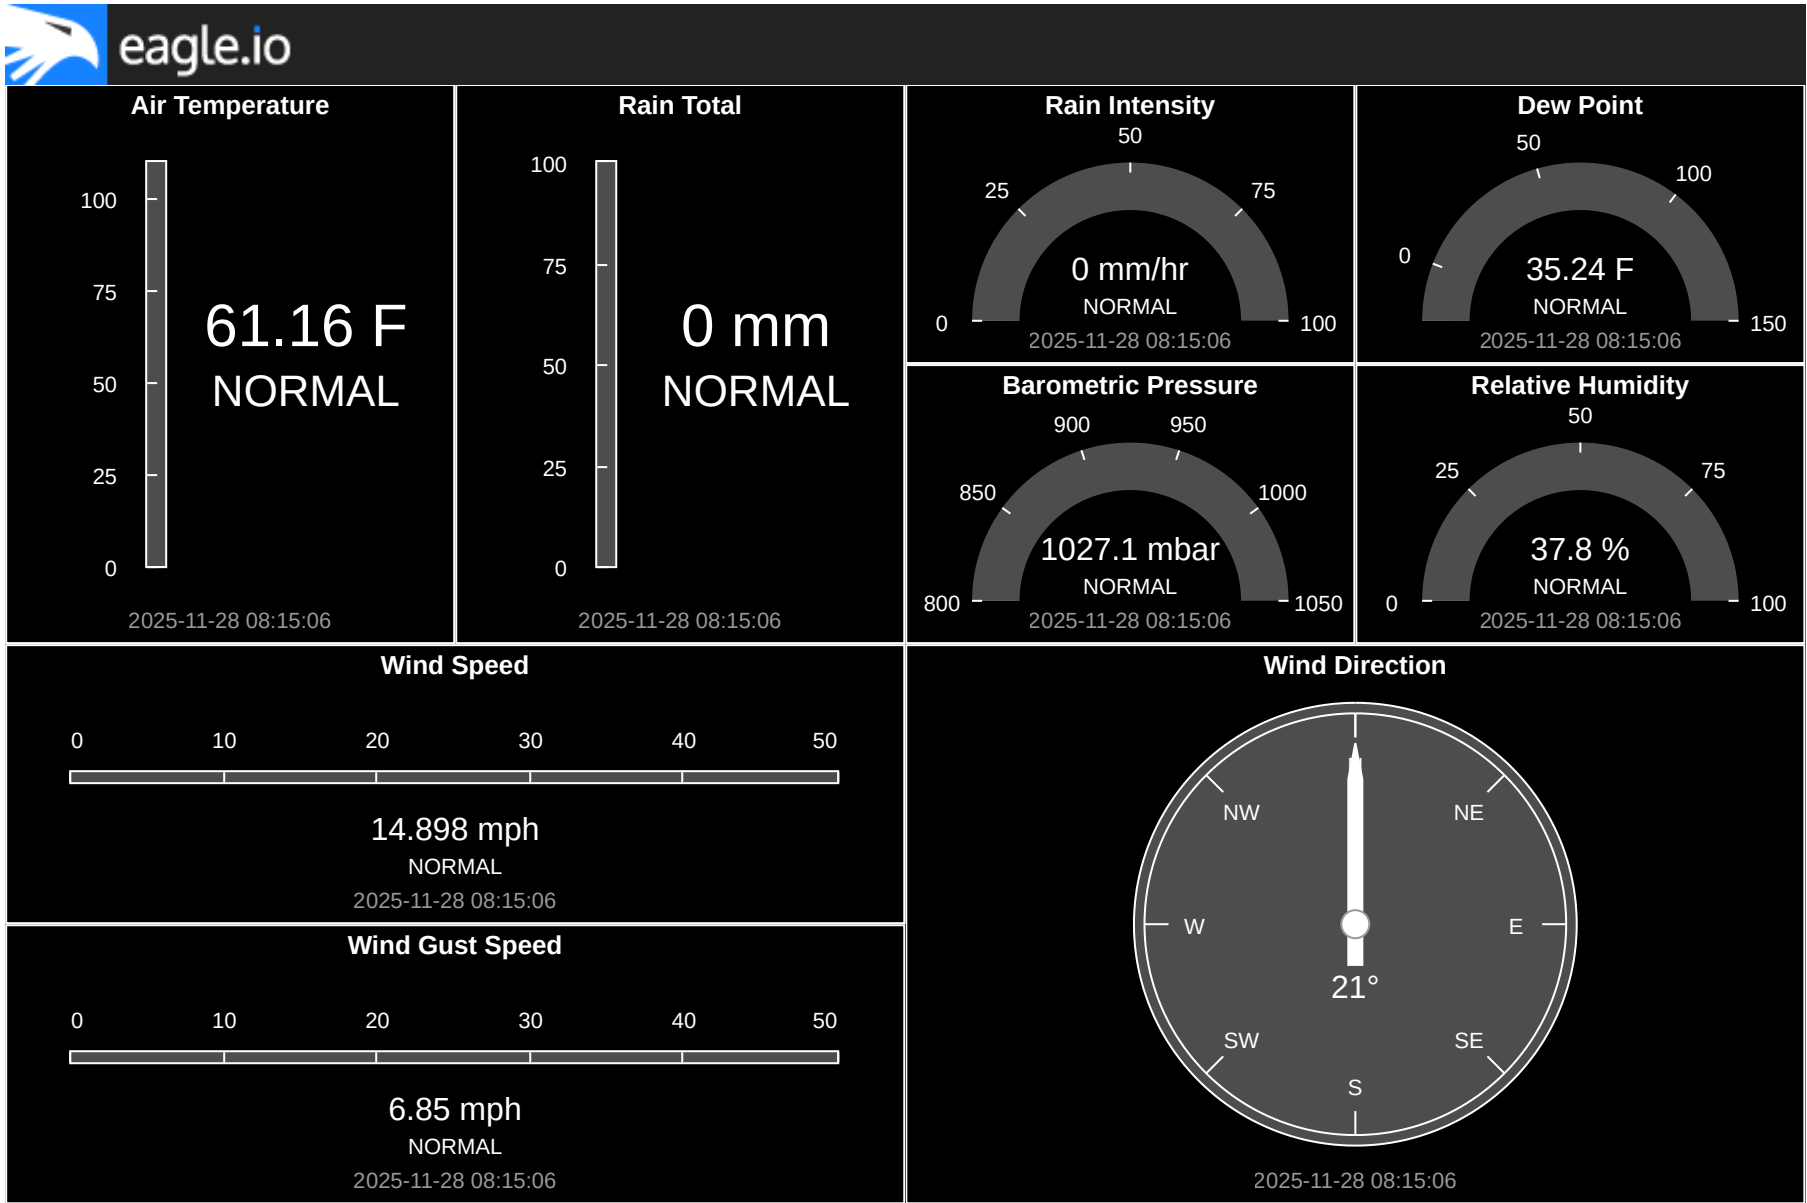 eagle.io
Air Temperature
100
75
50
25
0
61.16 F
NORMAL
2025-11-28 08:15:06
Rain Total
100
75
50
25
0
0 mm
NORMAL
2025-11-28 08:15:06
Rain Intensity
0
25
50
75
100
0 mm/hr
NORMAL
2025-11-28 08:15:06
Dew Point
0
50
100
150
35.24 F
NORMAL
2025-11-28 08:15:06
Barometric Pressure
800
850
900
950
1000
1050
1027.1 mbar
NORMAL
2025-11-28 08:15:06
Relative Humidity
0
25
50
75
100
37.8 %
NORMAL
2025-11-28 08:15:06
Wind Speed
0 10 20 30 40 50
14.898 mph
NORMAL
2025-11-28 08:15:06
Wind Gust Speed
0 10 20 30 40 50
6.85 mph
NORMAL
2025-11-28 08:15:06
Wind Direction
NW NE
W E
21°
SW SE
S
2025-11-28 08:15:06